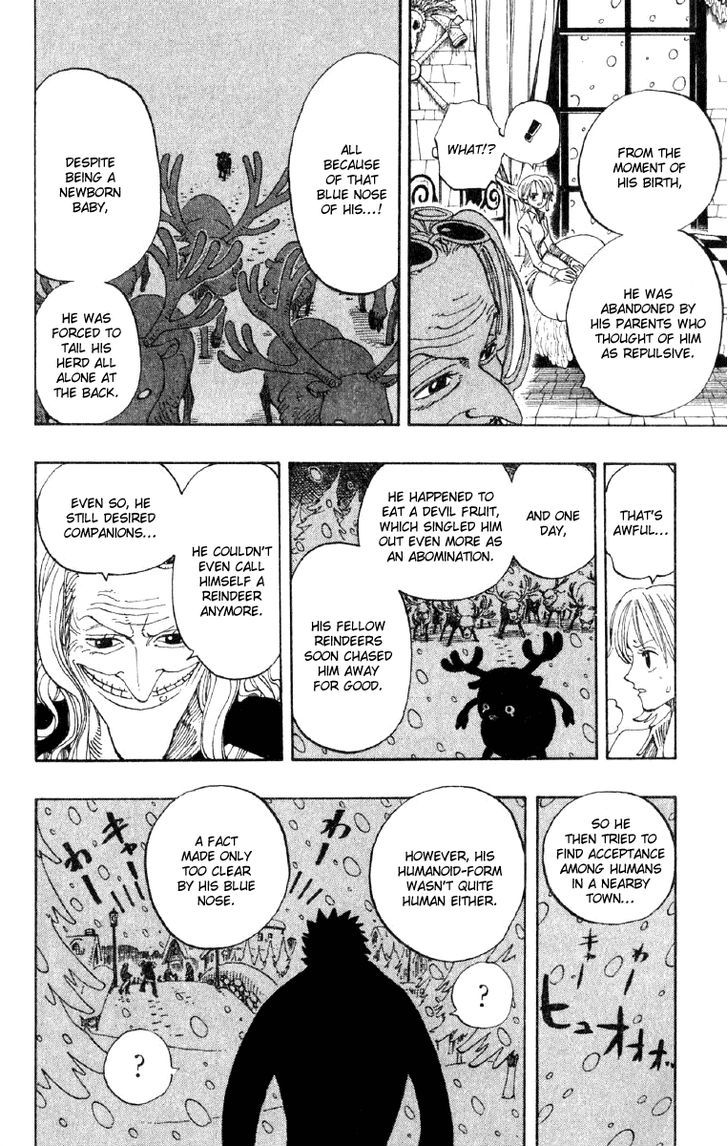 FROM THE
MOMENT OF
HIS BIRTH,
!
WHAT!?
HE WAS
ABANDONED BY
HIS PARENTS WHO
THOUGHT OF HIM
AS REPULSIVE.
ALL
BECAUSE
OF THAT
BLUE NOSE
OF HIS...!
DESPITE
BEING A
NEWBORN
BABY,
HE WAS
FORCED TO
TAIL HIS
HERD ALL
ALONE AT
THE BACK.
THAT'S
AWFUL...
AND ONE
DAY,
HE HAPPENED TO
EAT A DEVIL FRUIT,
WHICH SINGLED HIM
OUT EVEN MORE AS
AN ABOMINATION.
HIS FELLOW
REINDEERS
SOON CHASED
HIM AWAY
FOR GOOD.
HE COULDN'T
EVEN CALL
HIMSELF A
REINDEER
ANYMORE.
EVEN SO, HE
STILL DESIRED
COMPANIONS...
SO HE
THEN TRIED TO
FIND ACCEPTANCE
AMONG HUMANS
IN A NEARBY
TOWN...
わー
キャー
ヒュオオオ..
HOWEVER, HIS
HUMANOID-FORM
WASN'T QUITE
HUMAN EITHER.
?
A FACT
MADE ONLY
TOO CLEAR
BY HIS BLUE
NOSE.
?
わー!!
キャー!!
わー!!